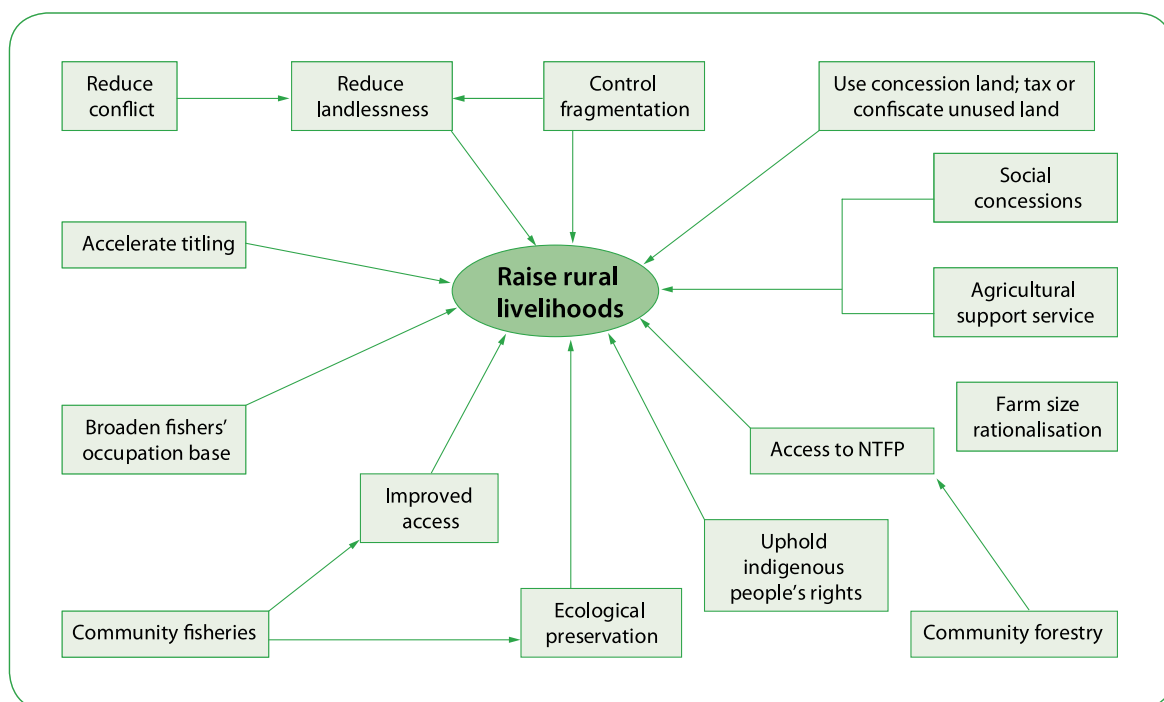 Reduce
conflict
Reduce
landlessness
Control
fragmentation
Use concession land; tax or
confiscate unused land
Social
concessions
Accelerate titling
Raise rural
livelihoods
Agricultural
support service
Broaden fishers’
occupation base
Farm size
rationalisation
Access to NTFP
Improved
access
Uphold
indigenous
people’s rights
Community fisheries
Ecological
preservation
Community forestry